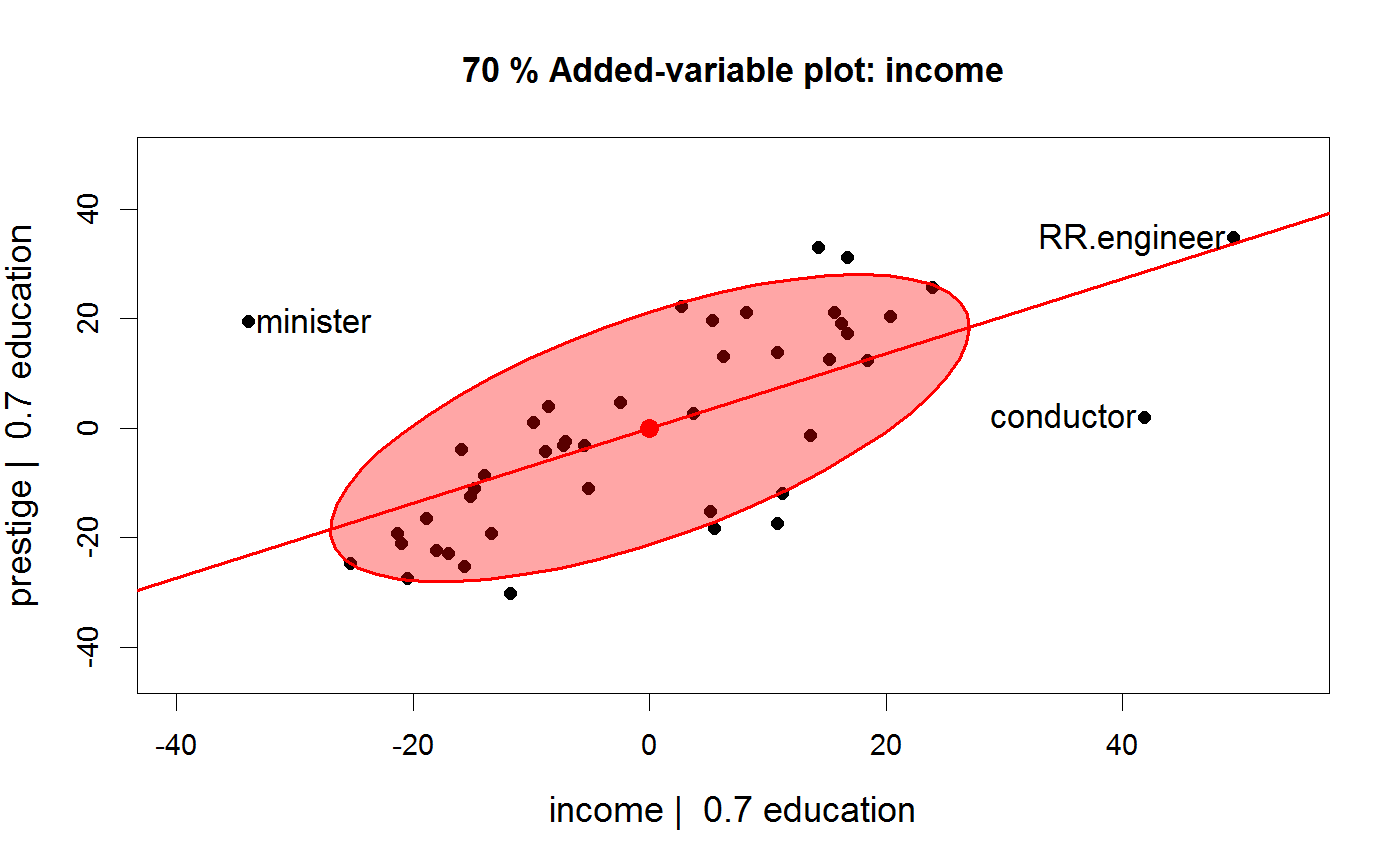 70 % Added-variable plot: income
prestige |  0.7 education
40
20
0
-20
-40
RR.engineer
minister
conductor
-40
-20
0
20
40
income |  0.7 education